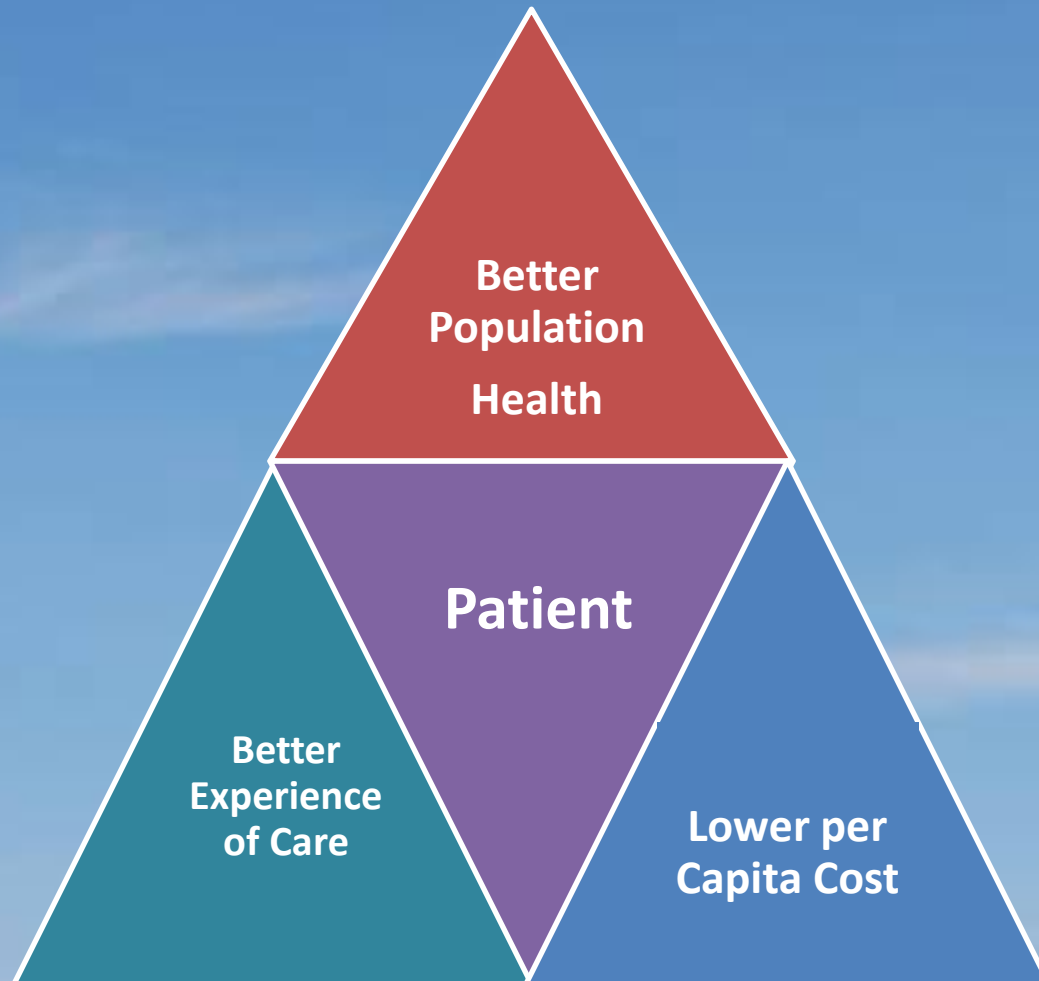 Better
Population
Health
Patient
Better
Experience
of Care
Lower per
Capita Cost